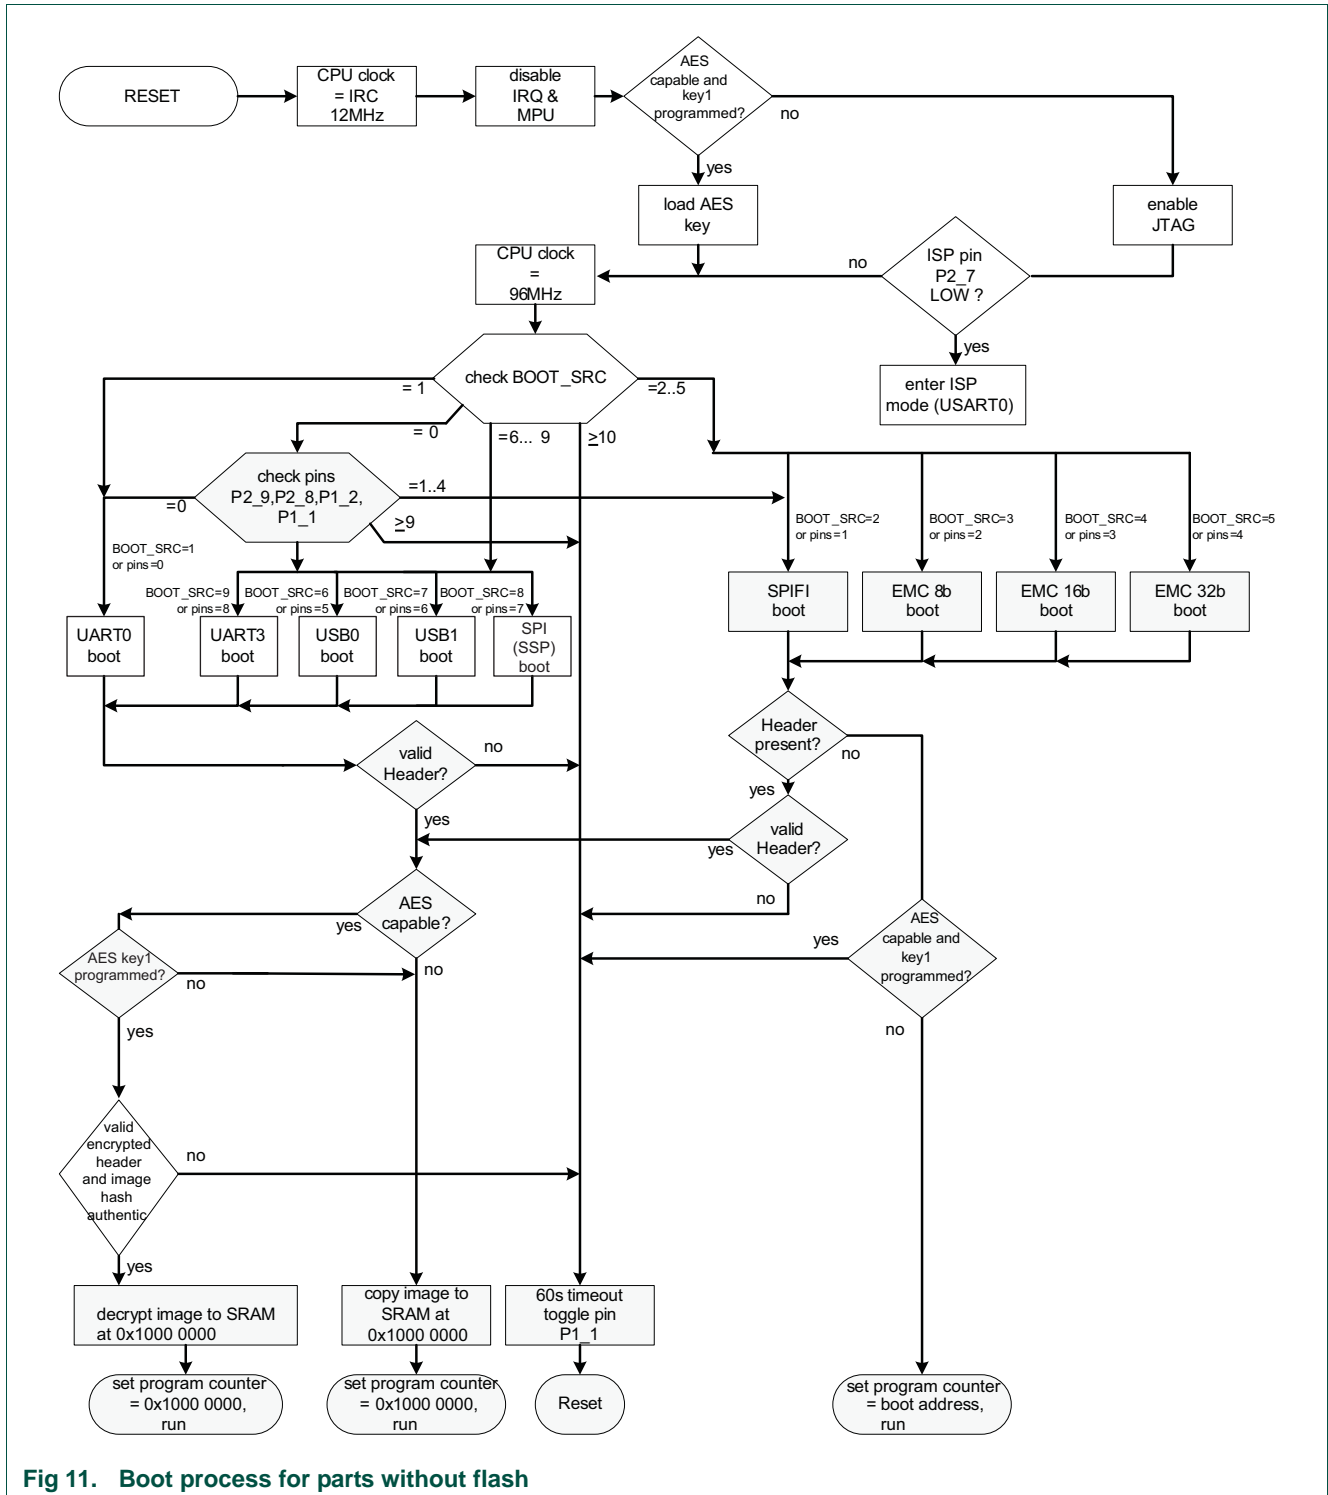 RESET
CPU clock
= IRC
12MHz
disable
IRQ &
MPU
AES
capable and
key1
programmed?
no
yes
load AES
key
enable
JTAG
CPU clock
=
96MHz
no
ISP pin
P2_7
LOW ?
yes
enter ISP
mode (USART0)
check BOOT_SRC
= 1
=2..5
= 0
=6... 9
≥10
check pins
P2_9,P2_8,P1_2,
P1_1
=0
=1..4
≥9
BOOT_SRC=1
or pins=0
BOOT_SRC=9
or pins=8
BOOT_SRC=6
or pins=5
BOOT_SRC=7
or pins=6
BOOT_SRC=8
or pins=7
BOOT_SRC=2
or pins=1
BOOT_SRC=3
or pins=2
BOOT_SRC=4
or pins=3
BOOT_SRC=5
or pins=4
UART0
boot
UART3
boot
USB0
boot
USB1
boot
SPI
(SSP)
boot
SPIFI
boot
EMC 8b
boot
EMC 16b
boot
EMC 32b
boot
valid
Header?
no
yes
Header
present?
no
yes
valid
Header?
yes
no
AES
capable?
yes
no
AES key1
programmed?
no
yes
AES
capable and
key1
programmed?
yes
no
valid
encrypted
header
and image
hash
authentic
no
yes
decrypt image to SRAM
at 0x1000 0000
copy image to
SRAM at
0x1000 0000
60s timeout
toggle pin
P1_1
set program counter
= 0x1000 0000,
run
set program counter
= 0x1000 0000,
run
Reset
set program counter
= boot address,
run
Fig 11. Boot process for parts without flash